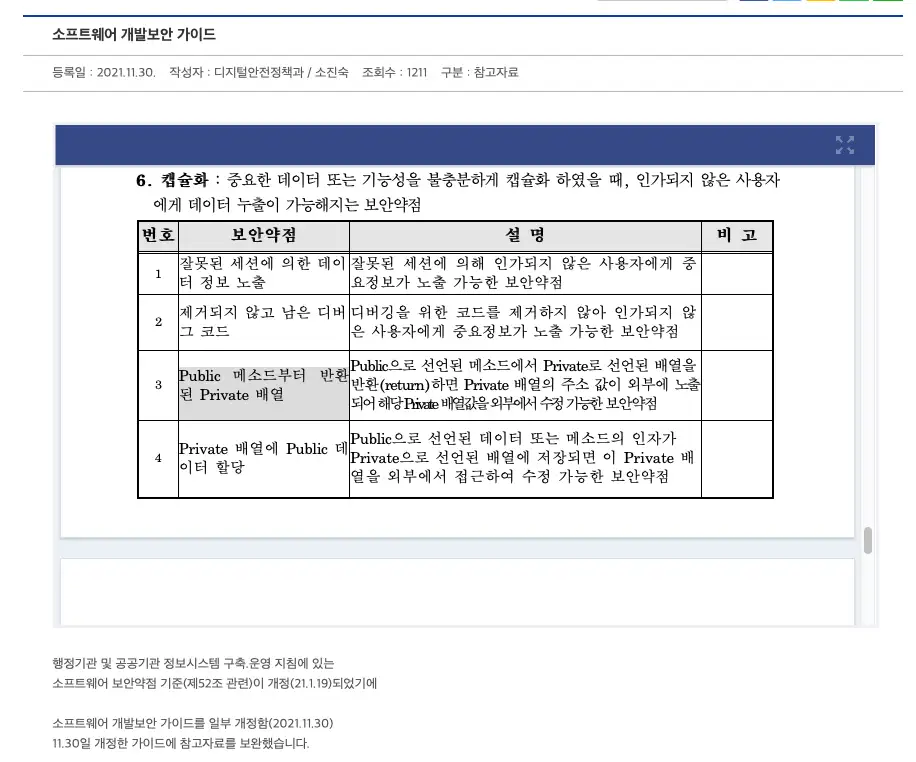 소프트웨어 개발보안 가이드
등록일 : 2021.11.30. 작성자 : 디지털안전정책과 / 소진숙 조회수 : 1211 구분 : 참고자료
6. 캡슐화 : 중요한 데이터 또는 기능성을 불충분하게 캡슐화 하였을 때, 인가되지 않은 사용자
에게 데이터 누출이 가능해지는 보안약점
번호 보안약점 설 명 비 고
1
잘못된 세션에 의한 데이
터 정보 노출
잘못된 세션에 의해 인가되지 않은 사용자에게 중
요정보가 노출 가능한 보안약점
2
제거되지 않고 남은 디버
그 코드
디버깅을 위한 코드를 제거하지 않아 인가되지 않
은 사용자에게 중요정보가 노출 가능한 보안약점
3
Public 메소드부터 반환
된 Private 배열
Public으로 선언된 메소드에서 Private로 선언된 배열을
반환(return)하면 Private 배열의 주소 값이 외부에 노출
되어 해당 Private 배열값을 외부에서 수정 가능한 보안약점
4
Private 배열에 Public 데
이터 할당
Public으로 선언된 데이터 또는 메소드의 인자가
Private으로 선언된 배열에 저장되면 이 Private 배
열을 외부에서 접근하여 수정 가능한 보안약점
행정기관 및 공공기관 정보시스템 구축.운영 지침에 있는
소프트웨어 보안약점 기준(제52조 관련)이 개정(21.1.19)되었기에
소프트웨어 개발보안 가이드를 일부 개정함(2021.11.30)
11.30일 개정한 가이드에 참고자료를 보완했습니다.